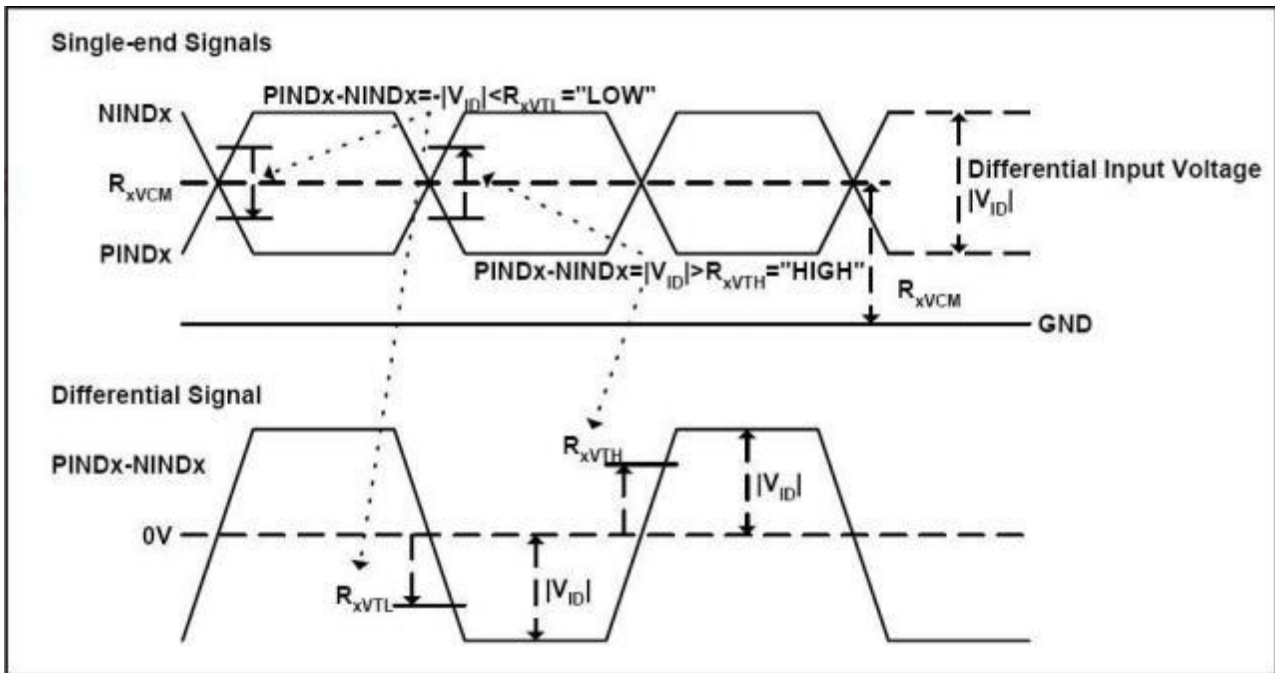 Single-end Signals
PINDx-NINDx=-|VID|<RxVTL="LOW"
NINDx
RxVCM
Differential Input Voltage
|VID|
PINDx
PINDx-NINDx=|VID|>RxVTH="HIGH"
RxVCM
GND
Differential Signal
PINDx-NINDx
RxVTH
|VID|
0V
RxVTL
|VID|